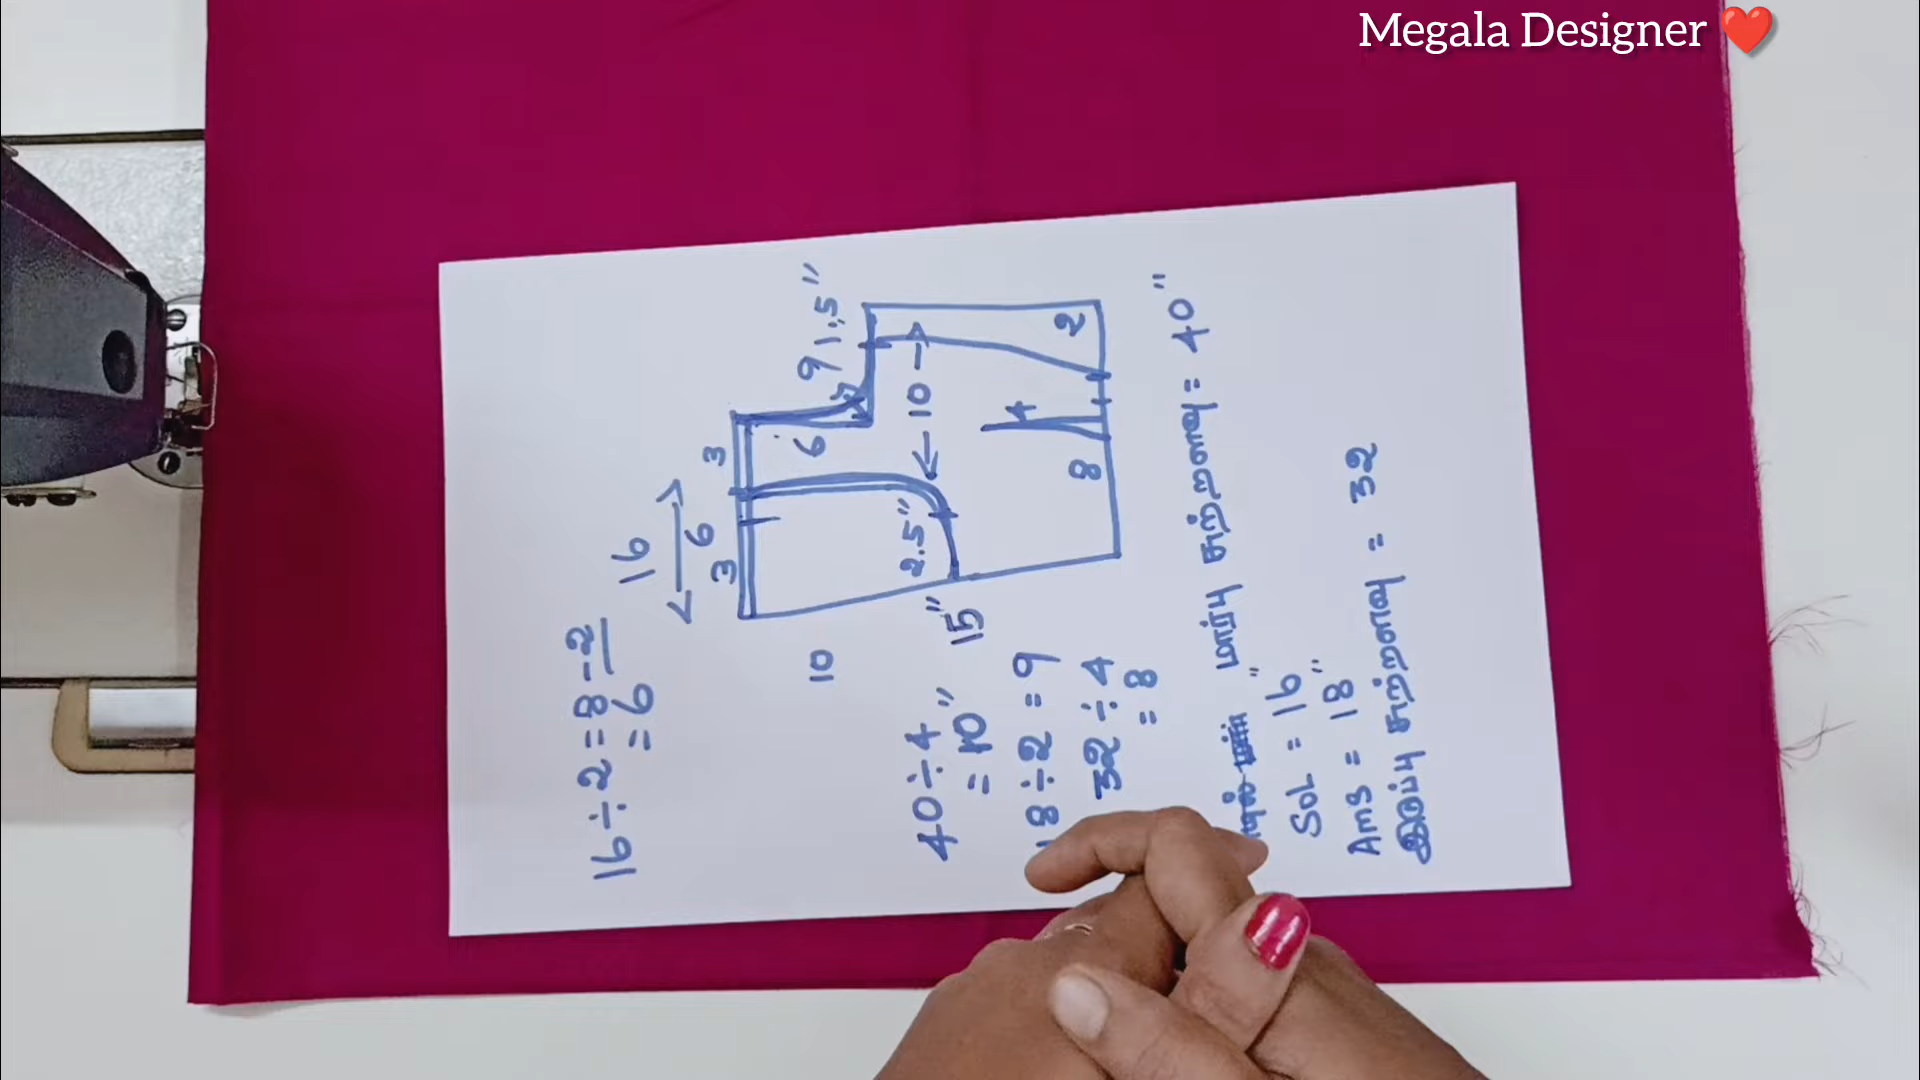 Megala Designer ❤️
16÷2=8-2
=6
16
3 6 3
10
6
9 1.5"
2.5"
10
15"
4
8
2
40÷4
=10"
18÷2=9
32÷4
=8
மார்பு சுற்றளவு = 40"
Sol = 16"
Ams = 18"
இடுப்பு சுற்றளவு = 32